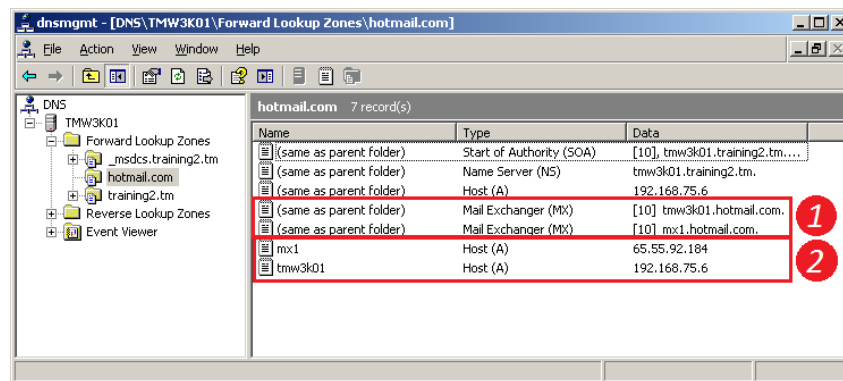 dnsmgmt - [DNS\TMW3K01\Forward Lookup Zones\hotmail.com]
File Action View Window Help
DNS
TMW3K01
Forward Lookup Zones
_msdcs.training2.tm
hotmail.com
training2.tm
Reverse Lookup Zones
Event Viewer
hotmail.com 7 record(s)
Name Type Data
(same as parent folder) Start of Authority (SOA) [10], tmw3k01.training2.tm....
(same as parent folder) Name Server (NS) tmw3k01.training2.tm.
(same as parent folder) Host (A) 192.168.75.6
(same as parent folder) Mail Exchanger (MX) [10] tmw3k01.hotmail.com.
(same as parent folder) Mail Exchanger (MX) [10] mx1.hotmail.com.
1
mx1 Host (A) 65.55.92.184
tmw3k01 Host (A) 192.168.75.6
2